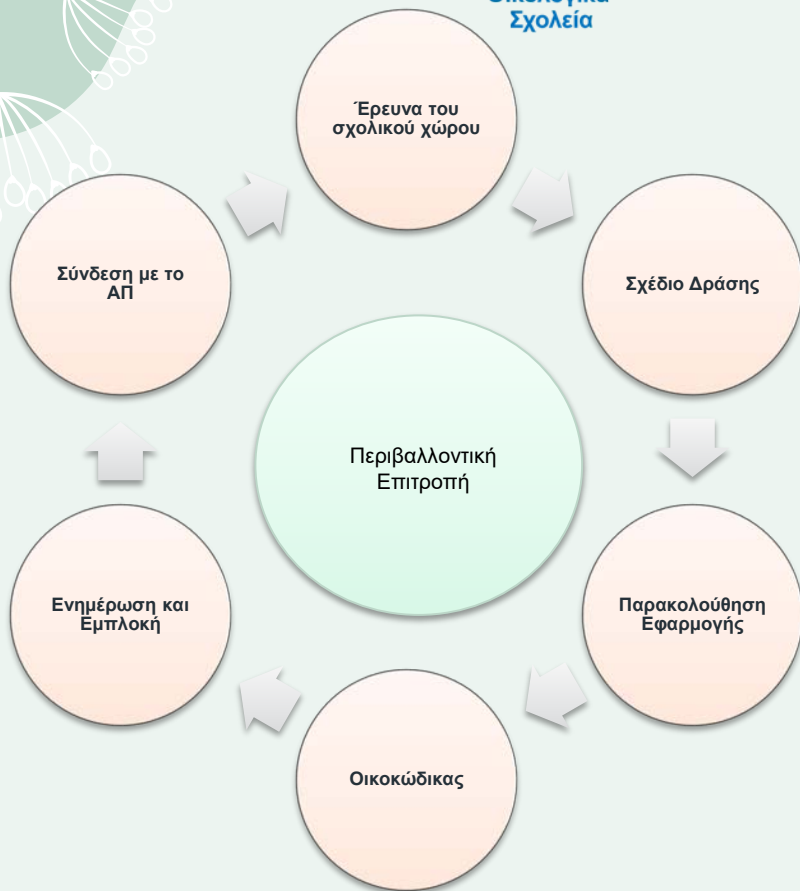 Σχολεία
Έρευνα του
σχολικού χώρου
Σύνδεση με το
ΑΠ
Σχέδιο Δράσης
Περιβαλλοντική
Επιτροπή
Ενημέρωση και
Εμπλοκή
Παρακολούθηση
Εφαρμογής
Οικοκώδικας